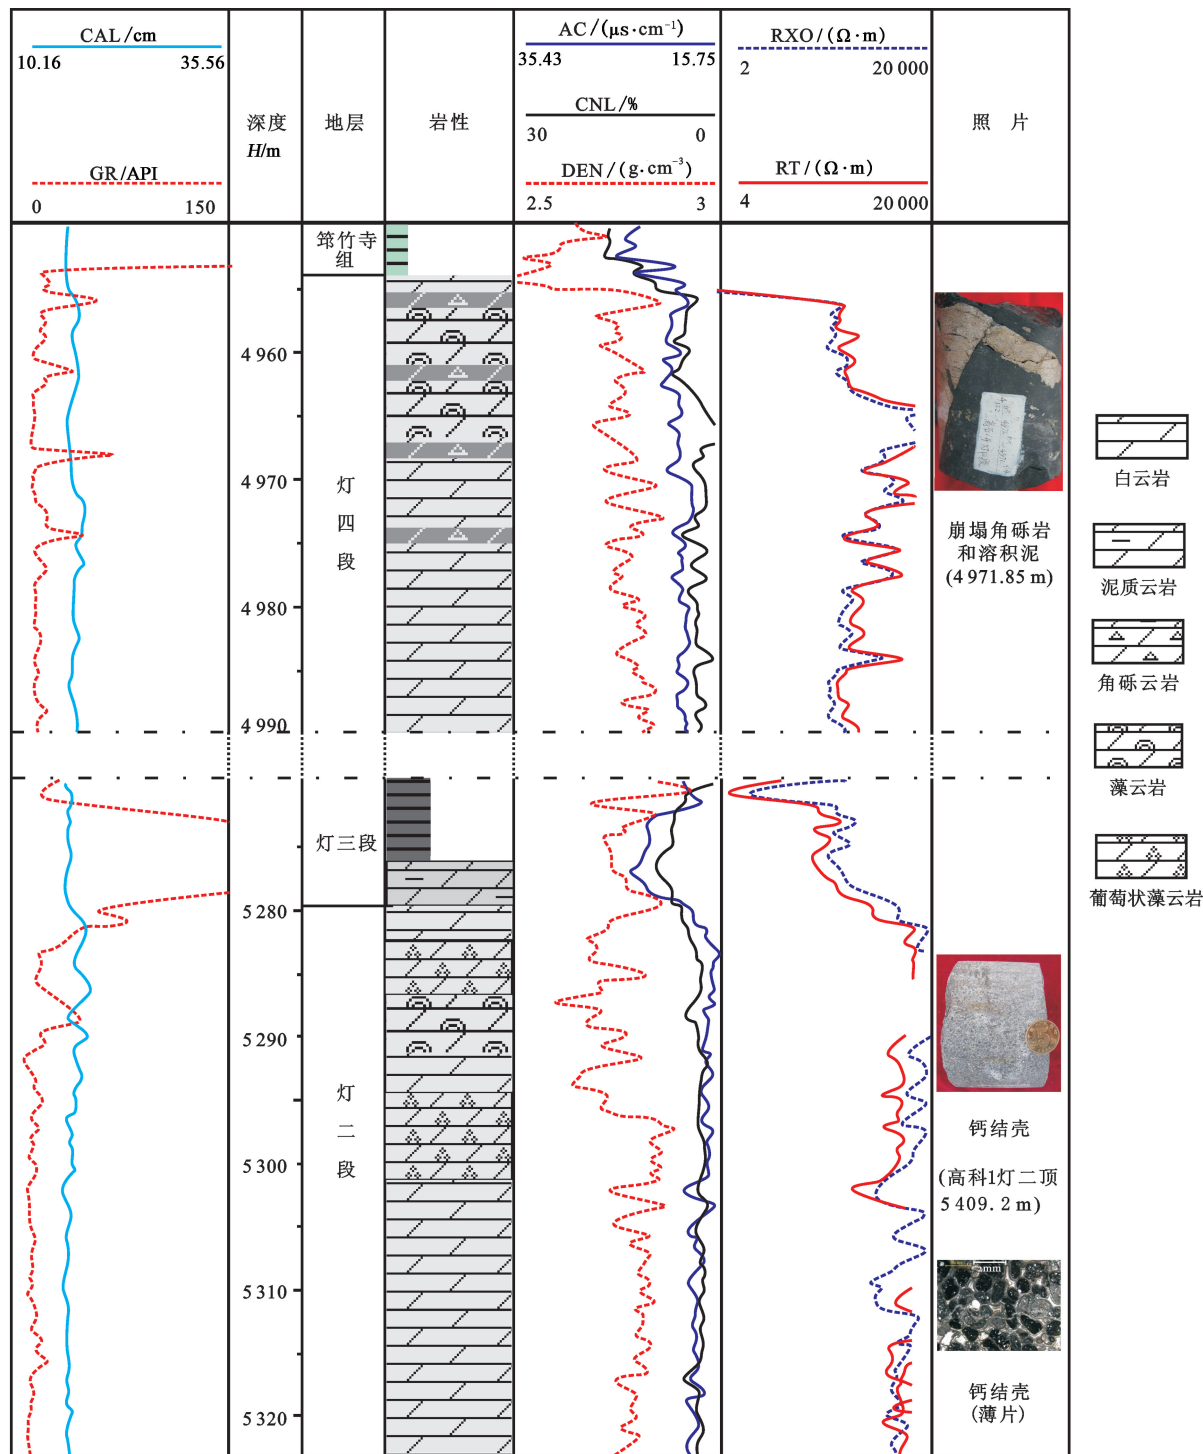 CAL/cm
10.16 35.56
GR/API
0 150
深度
H/m
地层
岩性
AC/(μs·cm⁻¹)
35.43 15.75
CNL/%
30 0
DEN/(g·cm⁻³)
2.5 3
RXO/(Ω·m)
2 20 000
RT/(Ω·m)
4 20 000
照 片
筇竹寺
组
4 960
4 970
4 980
4 990
灯
四
段
崩塌角砾岩
和溶积泥
(4 971.85 m)
灯三段
5 280
5 290
5 300
5 310
5 320
灯
二
段
钙结壳
(高科1灯二顶
5 409.2 m)
1mm
钙结壳
(薄片)
白云岩
泥质云岩
角砾云岩
藻云岩
葡萄状藻云岩